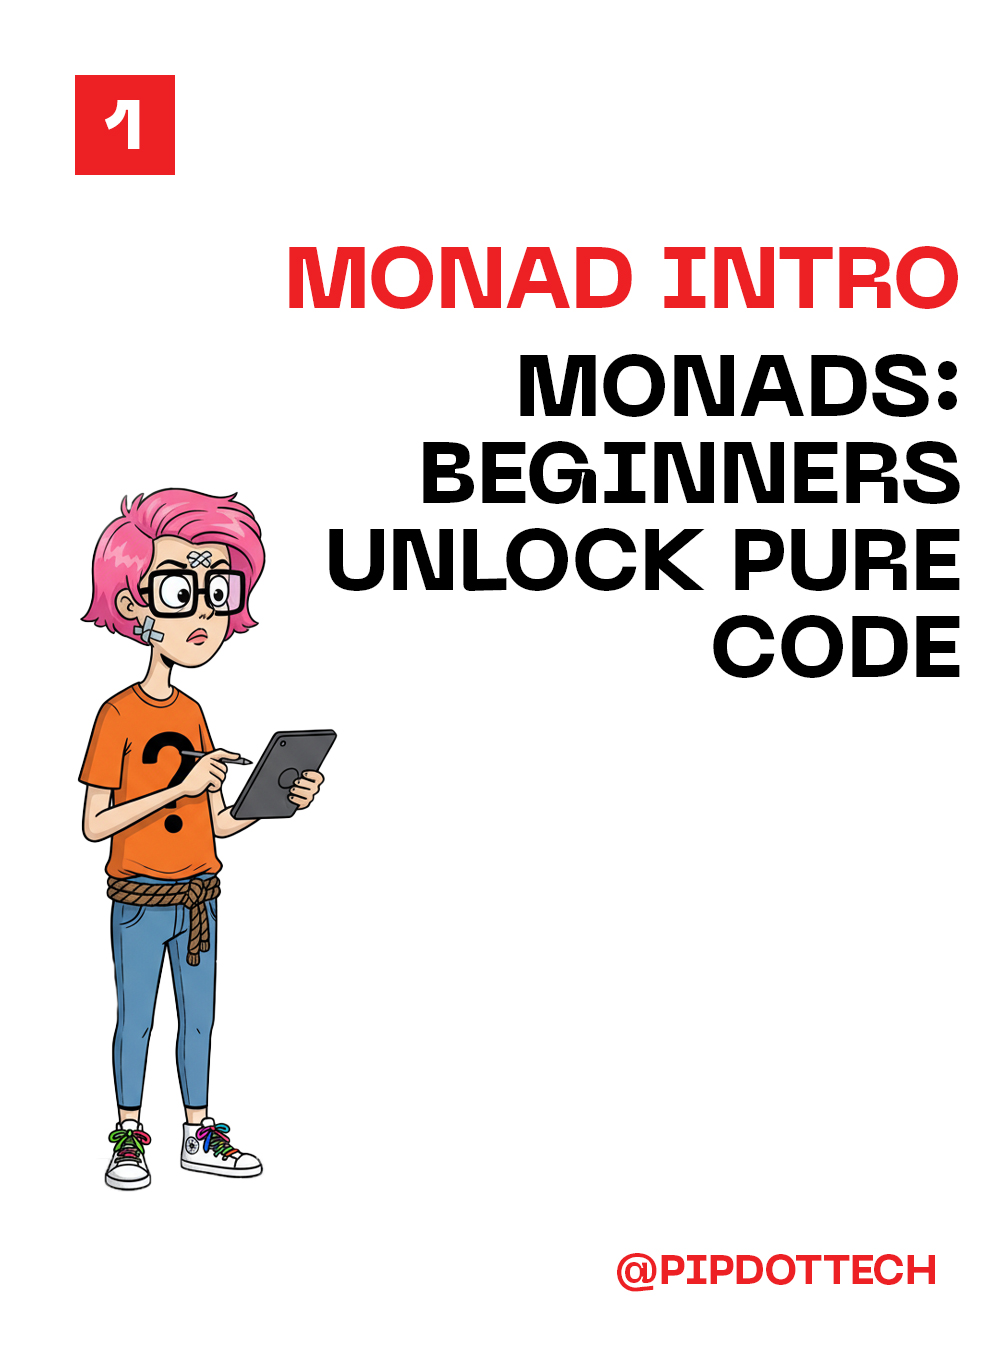 1
MONAD INTRO
MONADS:
BEGINNERS
UNLOCK PURE
CODE
?
@PIPDOTTECH